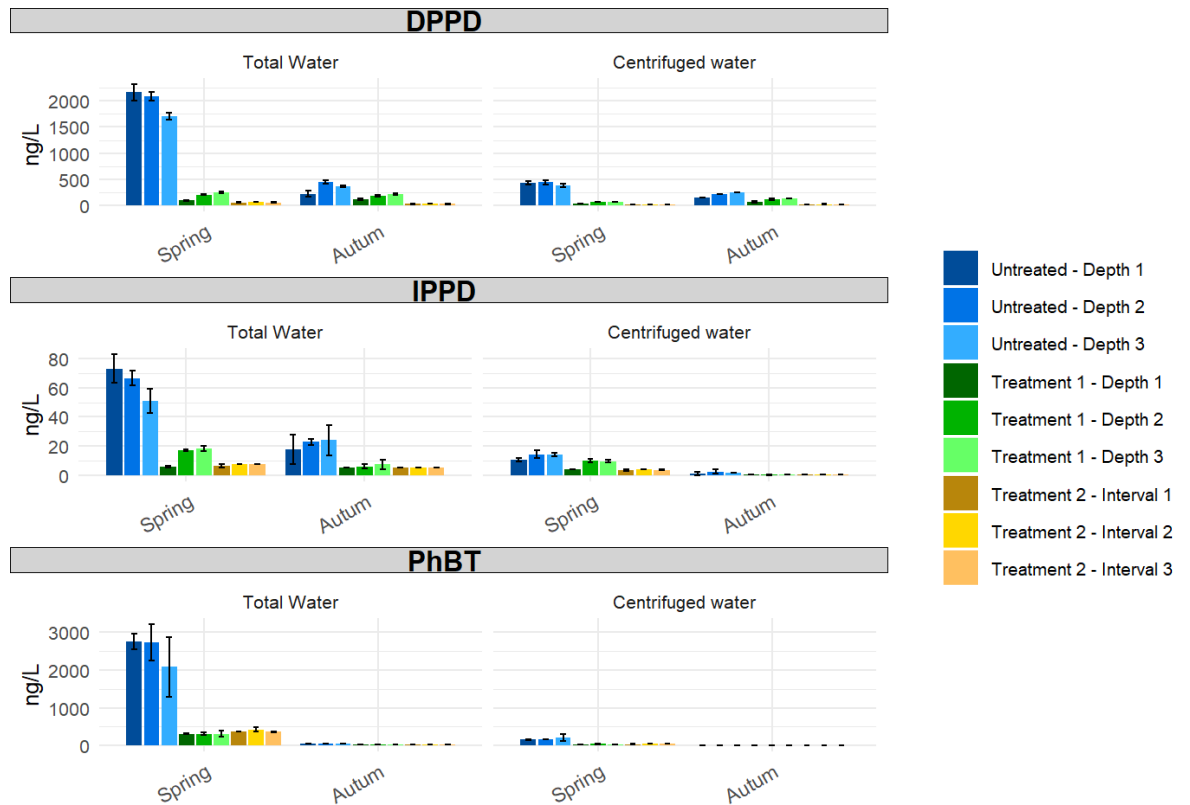 DPPD
Total Water
Centrifuged water
ng/L
2000
1500
1000
500
0
Spring
Autum
Spring
Autum
IPPD
Total Water
Centrifuged water
ng/L
80
60
40
20
0
Spring
Autum
Spring
Autum
PhBT
Total Water
Centrifuged water
ng/L
3000
2000
1000
0
Spring
Autum
Spring
Autum
Untreated - Depth 1
Untreated - Depth 2
Untreated - Depth 3
Treatment 1 - Depth 1
Treatment 1 - Depth 2
Treatment 1 - Depth 3
Treatment 2 - Interval 1
Treatment 2 - Interval 2
Treatment 2 - Interval 3